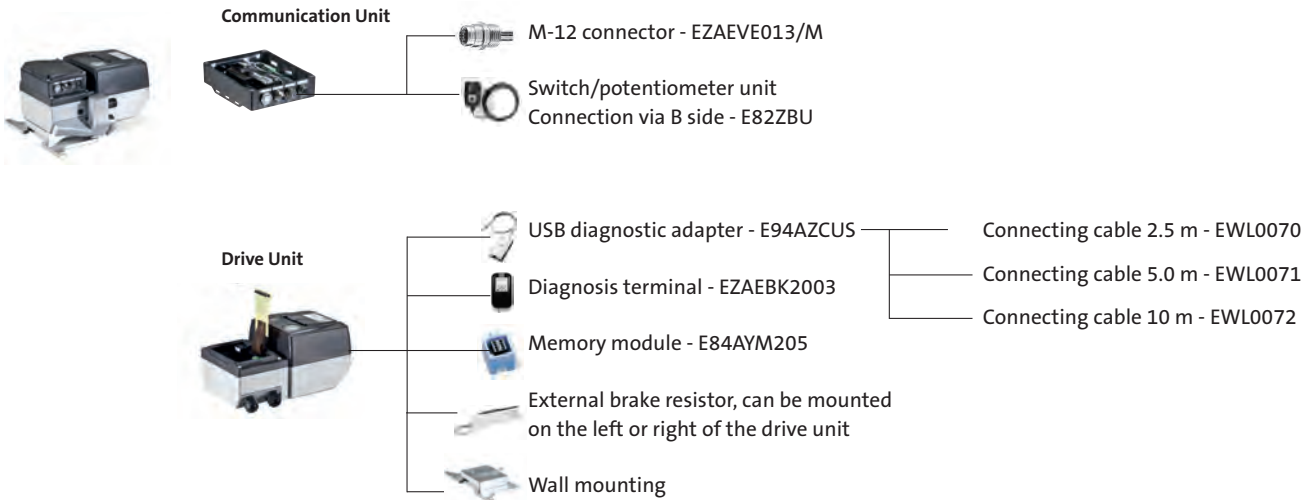 Communication Unit
M-12 connector - EZAEVE013/M
Switch/potentiometer unit
Connection via B side - E82ZBU
USB diagnostic adapter - E94AZCUS
Connecting cable 2.5 m - EWL0070
Drive Unit
Connecting cable 5.0 m - EWL0071
Diagnosis terminal - EZAEBK2003
Connecting cable 10 m - EWL0072
Memory module - E84AYM205
External brake resistor, can be mounted
on the left or right of the drive unit
Wall mounting